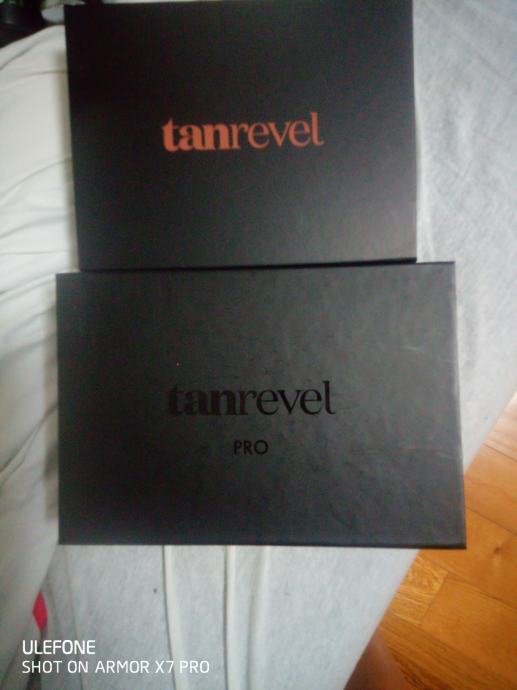 tanrevel
tanrevel
PRO
ULEFONE
SHOT ON ARMOR X7 PRO